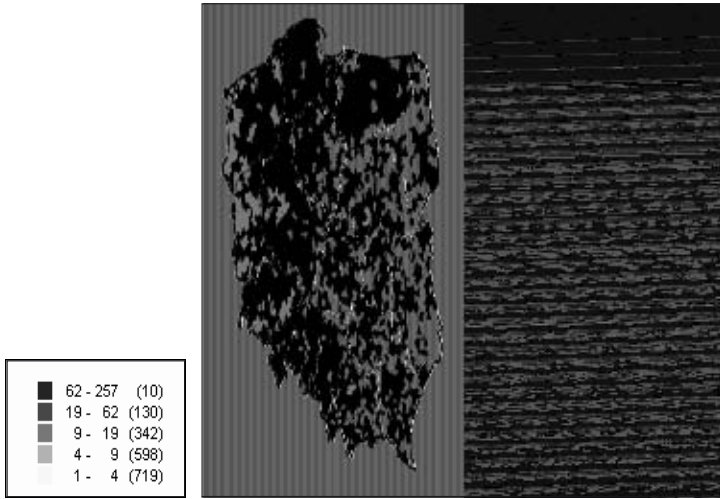 62 - 257 (10)
19 - 62 (130)
9 - 19 (342)
4 - 9 (598)
1 - 4 (719)